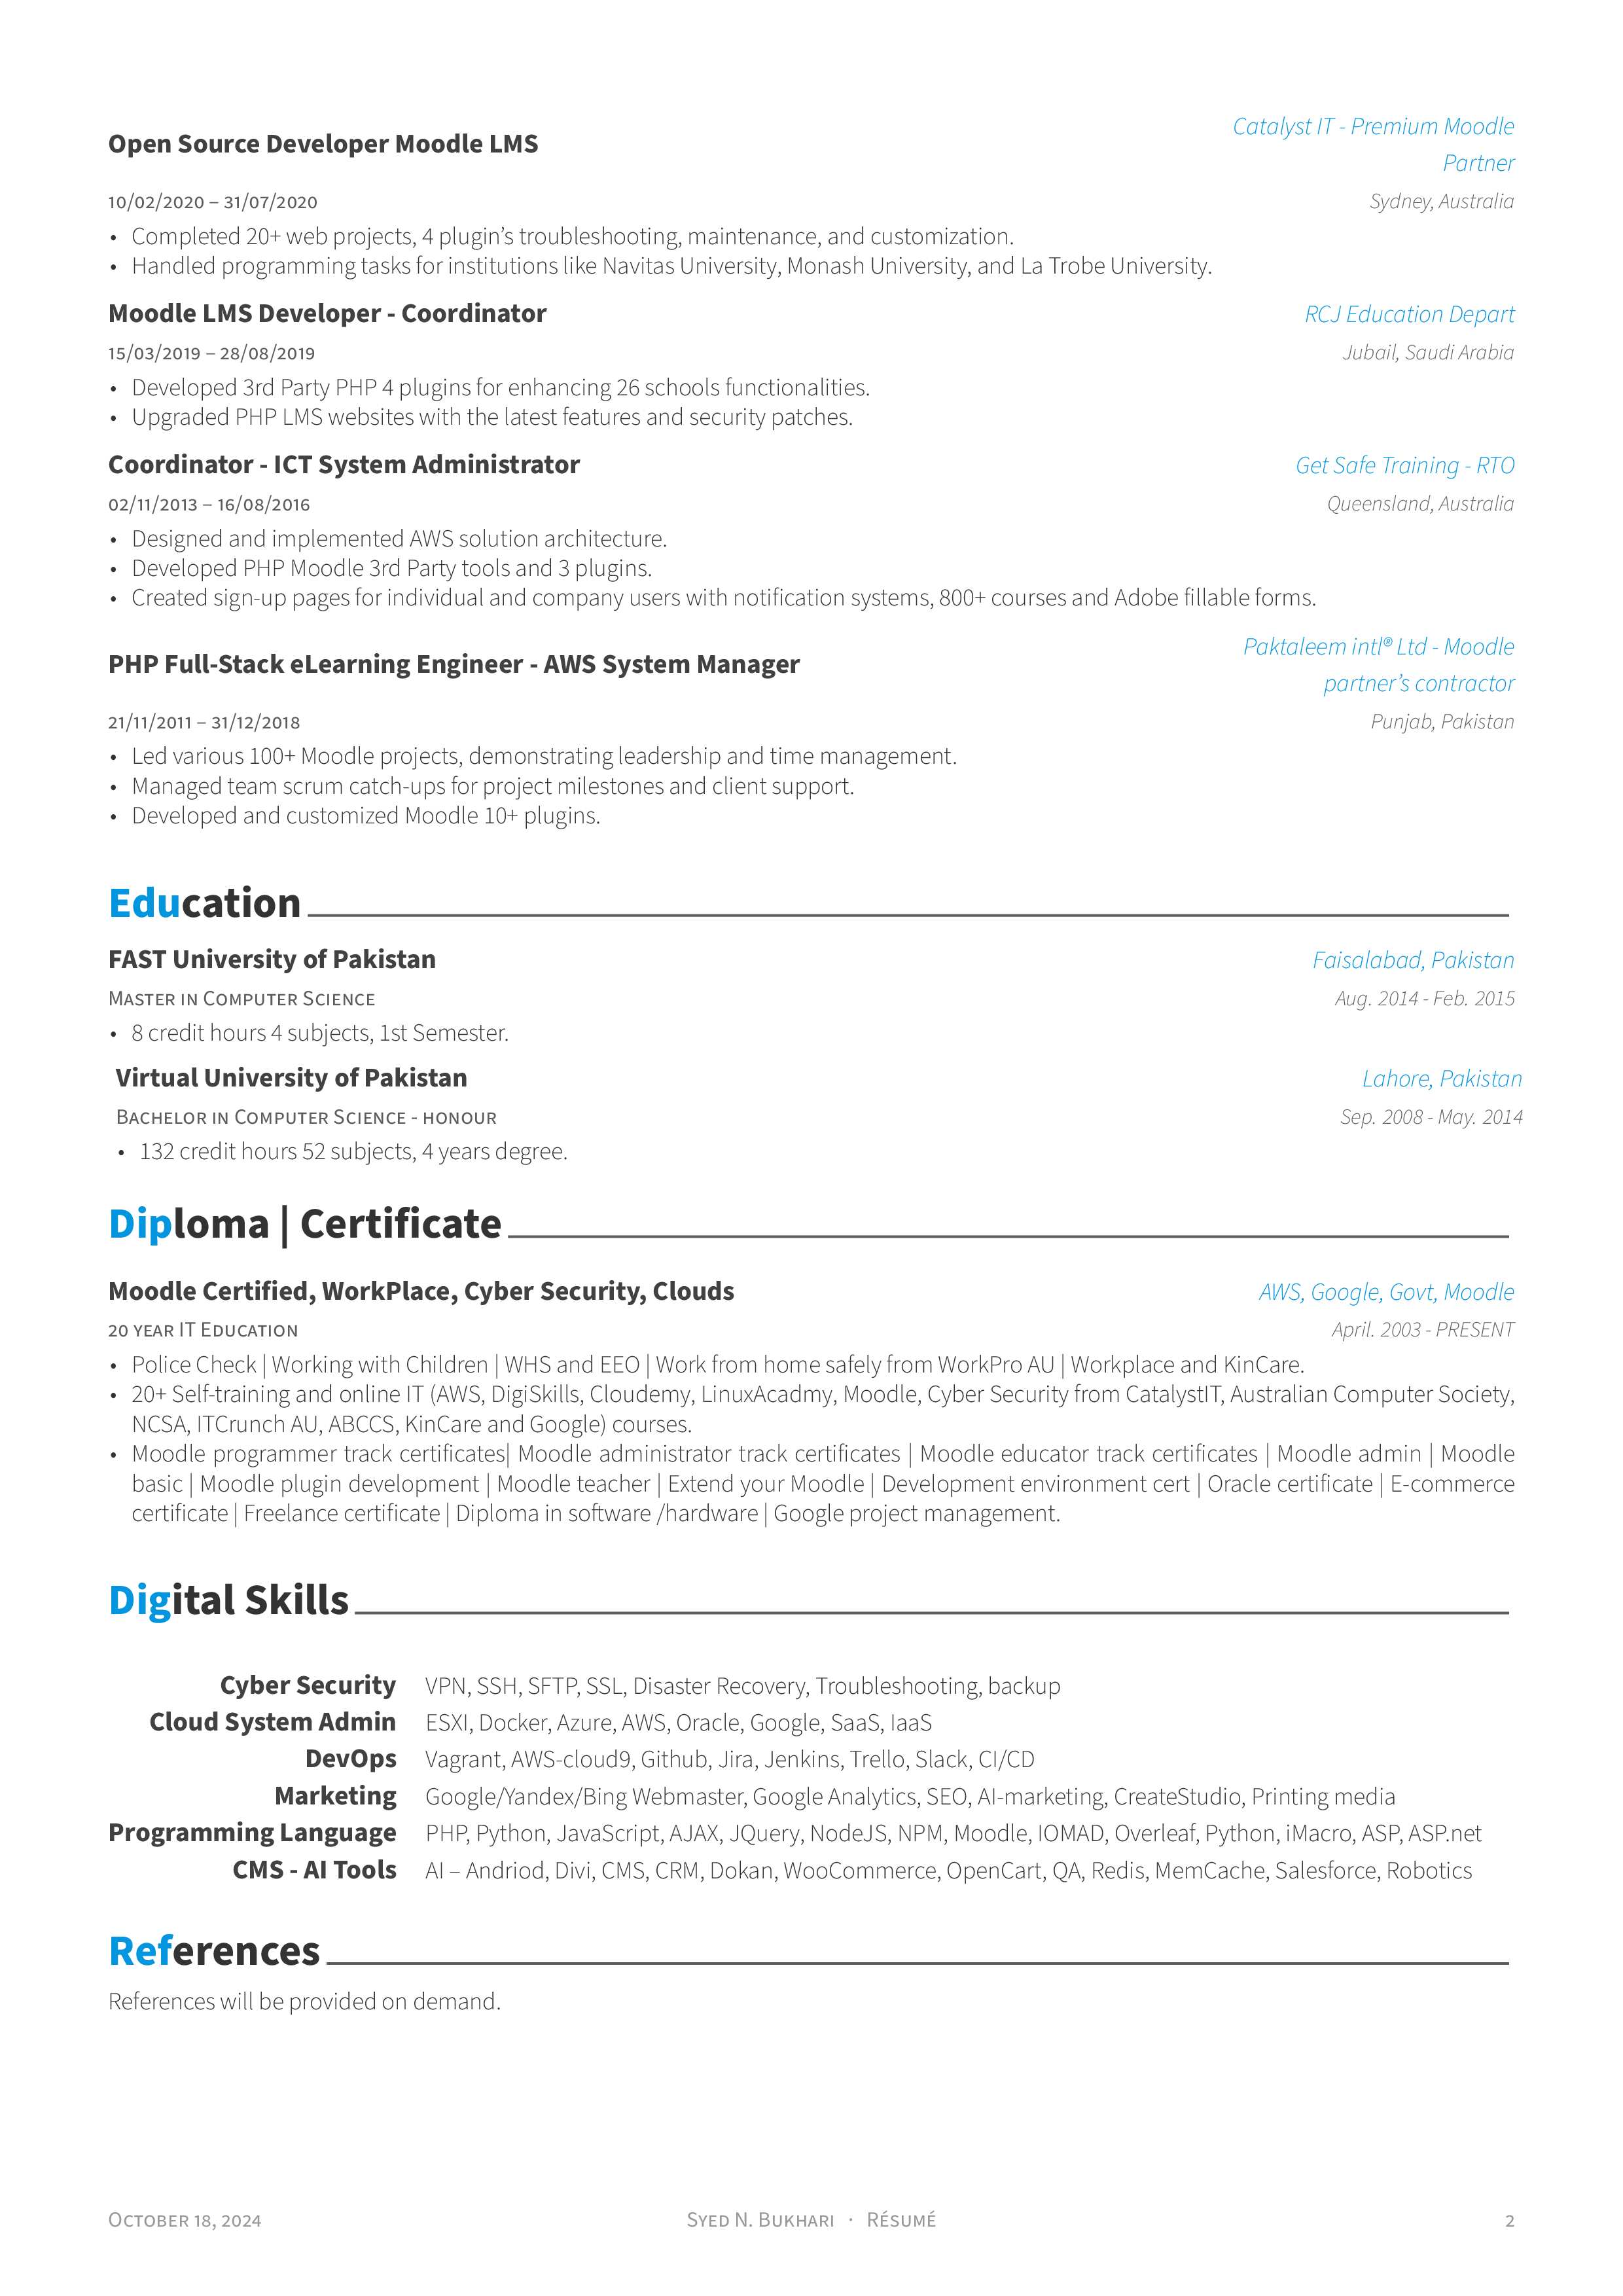 Open Source Developer Moodle LMS
Catalyst IT - Premium Moodle
Partner
10/02/2020 – 31/07/2020
Sydney, Australia
• Completed 20+ web projects, 4 plugin’s troubleshooting, maintenance, and customization.
• Handled programming tasks for institutions like Navitas University, Monash University, and La Trobe University.
Moodle LMS Developer - Coordinator
RCJ Education Depart
15/03/2019 – 28/08/2019
Jubail, Saudi Arabia
• Developed 3rd Party PHP 4 plugins for enhancing 26 schools functionalities.
• Upgraded PHP LMS websites with the latest features and security patches.
Coordinator - ICT System Administrator
Get Safe Training - RTO
02/11/2013 – 16/08/2016
Queensland, Australia
• Designed and implemented AWS solution architecture.
• Developed PHP Moodle 3rd Party tools and 3 plugins.
• Created sign-up pages for individual and company users with notification systems, 800+ courses and Adobe fillable forms.
PHP Full-Stack eLearning Engineer - AWS System Manager
Paktaleem intl® Ltd - Moodle
partner’s contractor
21/11/2011 – 31/12/2018
Punjab, Pakistan
• Led various 100+ Moodle projects, demonstrating leadership and time management.
• Managed team scrum catch-ups for project milestones and client support.
• Developed and customized Moodle 10+ plugins.
Education
FAST University of Pakistan
Faisalabad, Pakistan
Master in Computer Science
Aug. 2014 - Feb. 2015
• 8 credit hours 4 subjects, 1st Semester.
Virtual University of Pakistan
Lahore, Pakistan
Bachelor in Computer Science - honour
Sep. 2008 - May. 2014
• 132 credit hours 52 subjects, 4 years degree.
Diploma | Certificate
Moodle Certified, WorkPlace, Cyber Security, Clouds
AWS, Google, Govt, Moodle
20 year IT Education
April. 2003 - PRESENT
• Police Check | Working with Children | WHS and EEO | Work from home safely from WorkPro AU | Workplace and KinCare.
• 20+ Self-training and online IT (AWS, DigiSkills, Cloudemy, LinuxAcadmy, Moodle, Cyber Security from CatalystIT, Australian Computer Society,
NCSA, ITCrunch AU, ABCCS, KinCare and Google) courses.
• Moodle programmer track certificates| Moodle administrator track certificates | Moodle educator track certificates | Moodle admin | Moodle
basic | Moodle plugin development | Moodle teacher | Extend your Moodle | Development environment cert | Oracle certificate | E-commerce
certificate | Freelance certificate | Diploma in software /hardware | Google project management.
Digital Skills
Cyber Security VPN, SSH, SFTP, SSL, Disaster Recovery, Troubleshooting, backup
Cloud System Admin ESXI, Docker, Azure, AWS, Oracle, Google, SaaS, IaaS
DevOps Vagrant, AWS-cloud9, Github, Jira, Jenkins, Trello, Slack, CI/CD
Marketing Google/Yandex/Bing Webmaster, Google Analytics, SEO, AI-marketing, CreateStudio, Printing media
Programming Language PHP, Python, JavaScript, AJAX, JQuery, NodeJS, NPM, Moodle, IOMAD, Overleaf, Python, iMacro, ASP, ASP.net
CMS - AI Tools AI – Andriod, Divi, CMS, CRM, Dokan, WooCommerce, OpenCart, QA, Redis, MemCache, Salesforce, Robotics
References
References will be provided on demand.
October 18, 2024
Syed N. Bukhari · Résumé
2